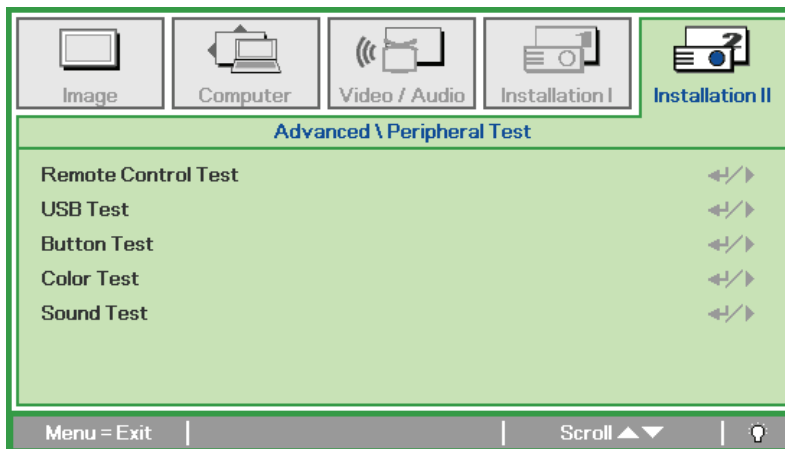 Image
Computer
Video / Audio
Installation I
Installation II
Advanced \ Peripheral Test
Remote Control Test
USB Test
Button Test
Color Test
Sound Test
Menu = Exit
Scroll ▲▼